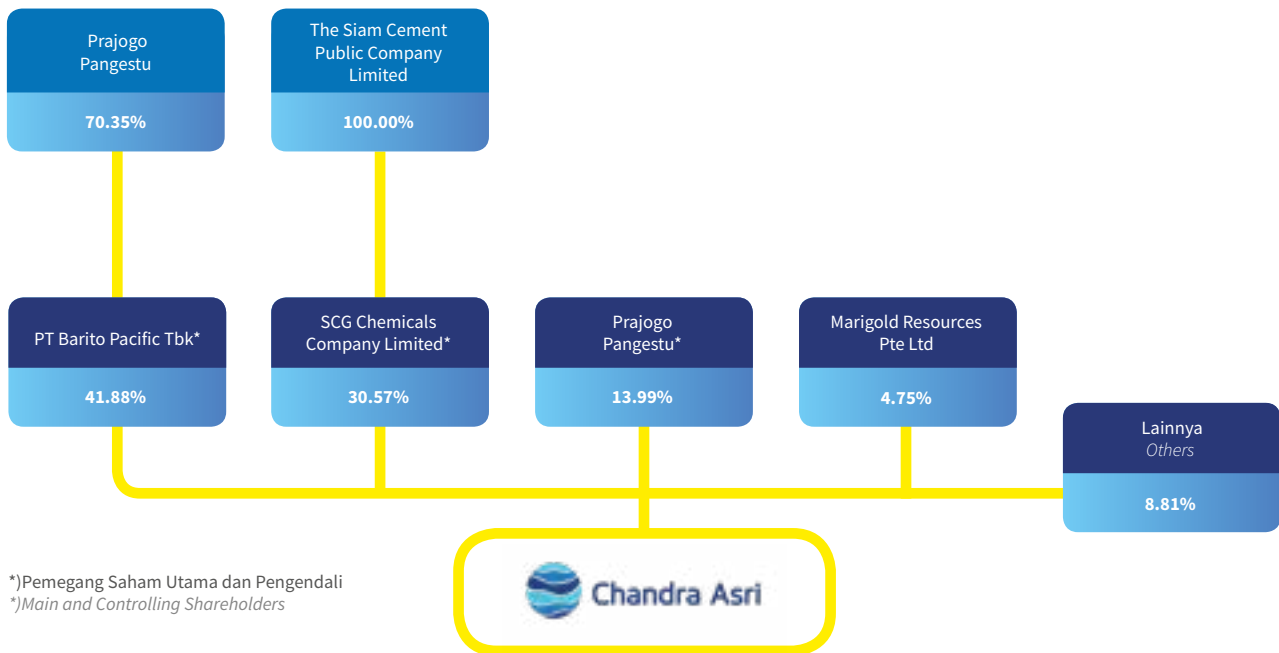 Prajogo
Pangestu
70.35%
The Siam Cement
Public Company
Limited
100.00%
PT Barito Pacific Tbk*
41.88%
SCG Chemicals
Company Limited*
30.57%
Prajogo
Pangestu*
13.99%
Marigold Resources
Pte Ltd
4.75%
Lainnya
Others
8.81%
*)Pemegang Saham Utama dan Pengendali
*)Main and Controlling Shareholders
Chandra Asri